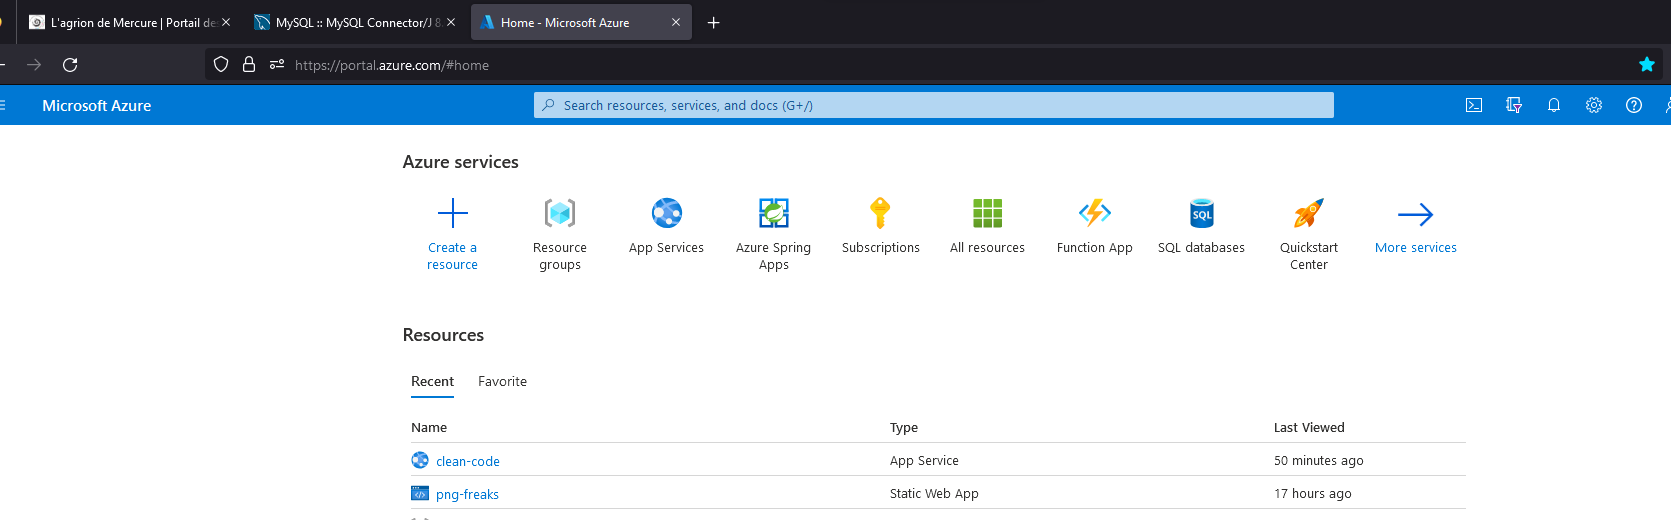 L'agrion de Mercure | Portail des
MySQL :: MySQL Connector/J 8.
Home - Microsoft Azure
https://portal.azure.com/#home
Microsoft Azure
Search resources, services, and docs (G+/)
Azure services
Create a resource
Resource groups
App Services
Azure Spring Apps
Subscriptions
All resources
Function App
SQL
SQL databases
Quickstart Center
More services
Resources
Recent Favorite
Name Type Last Viewed
clean-code App Service 50 minutes ago
png-freaks Static Web App 17 hours ago